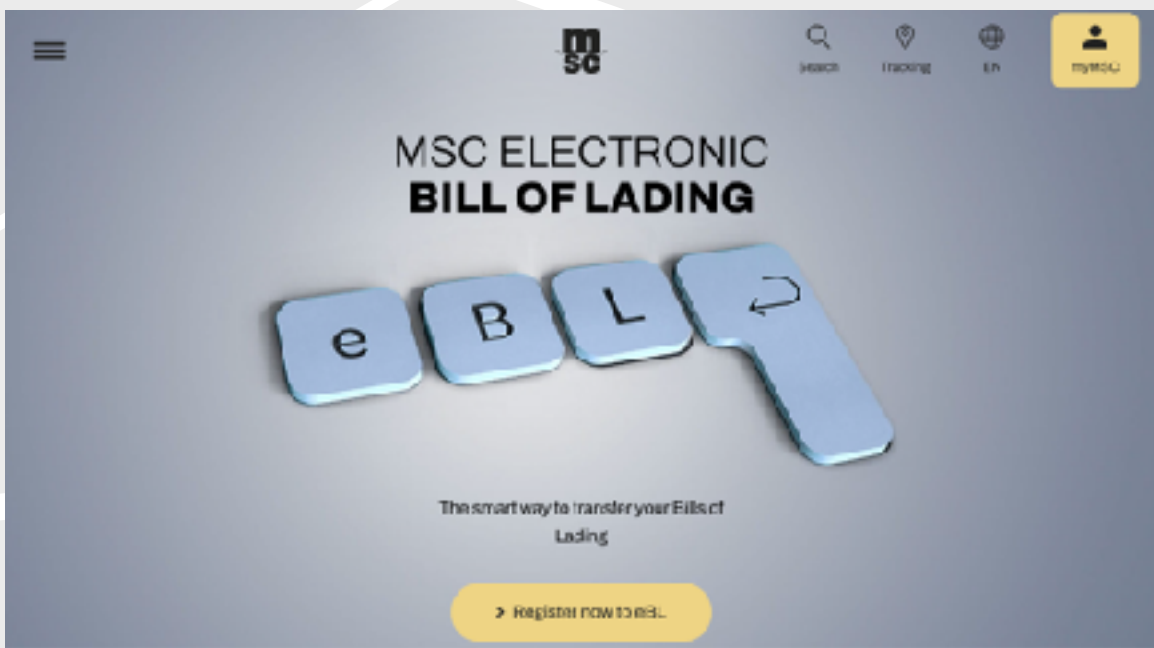 msc
Search
Tracking
EN
myMSC
MSC ELECTRONIC
BILL OF LADING
e B L
The smart way to transfer your Bills of
Lading
Register now to eBL